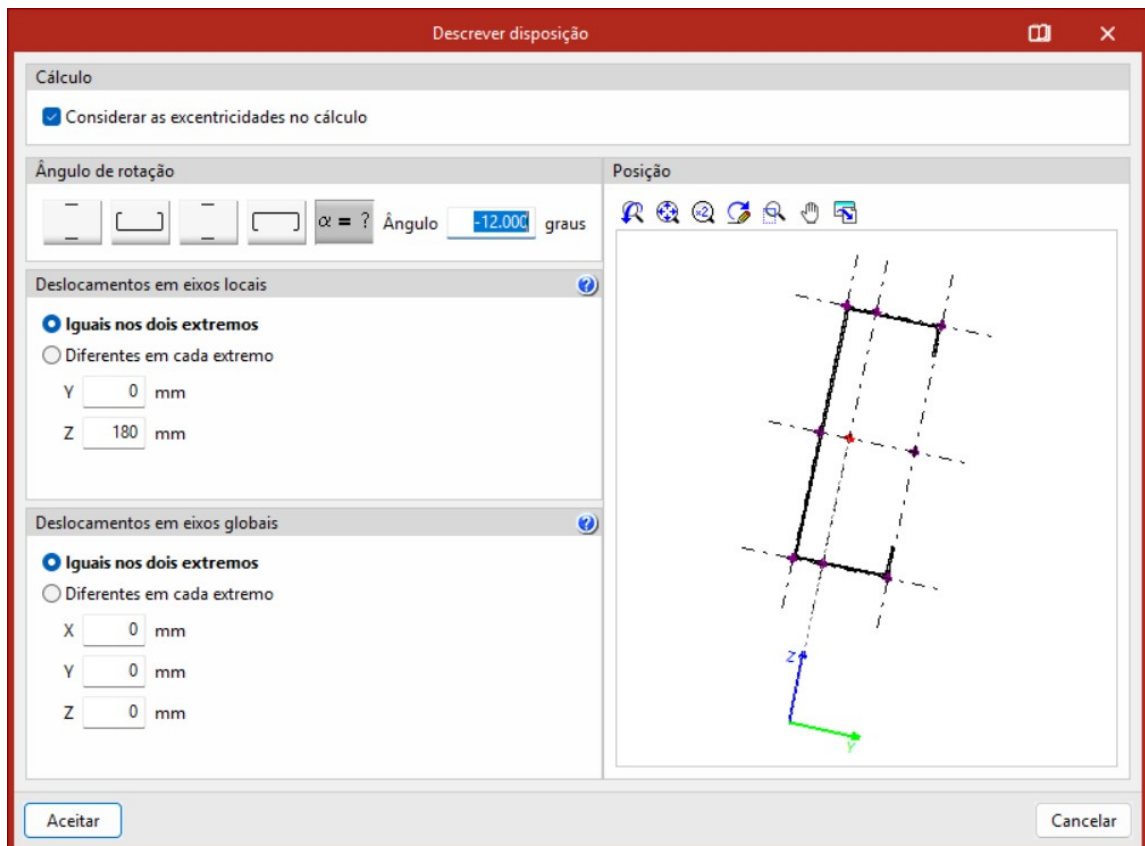 Descrever disposição
Cálculo
Considerar as excentricidades no cálculo
Ângulo de rotação
α = ? Ângulo -12.000 graus
Deslocamentos em eixos locais
Iguais nos dois extremos
Diferentes em cada extremo
Y 0 mm
Z 180 mm
Deslocamentos em eixos globais
Iguais nos dois extremos
Diferentes em cada extremo
X 0 mm
Y 0 mm
Z 0 mm
Posição
×2
Z
Y
Aceitar
Cancelar